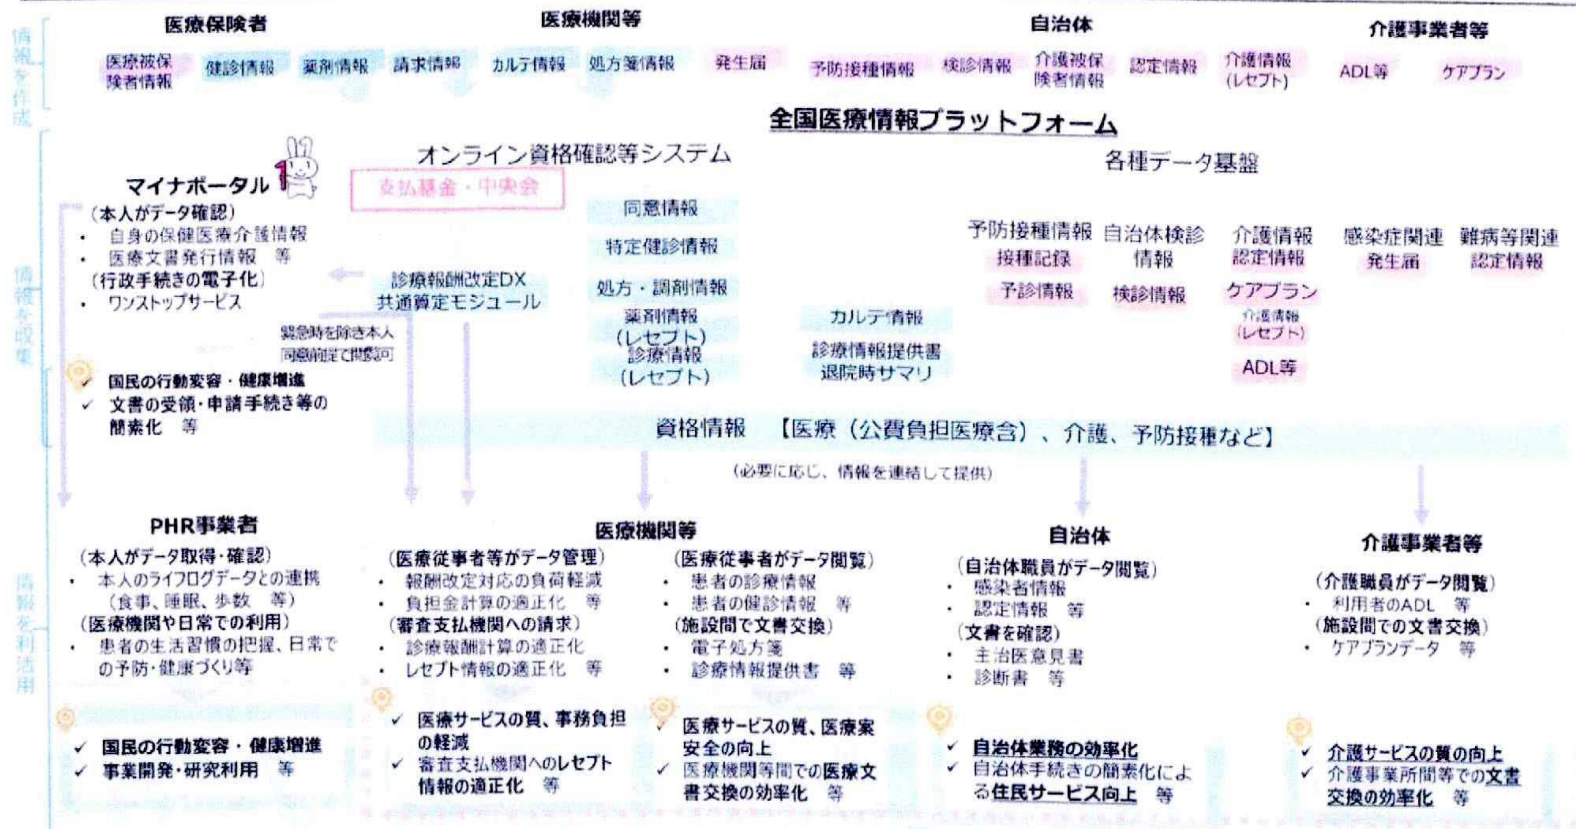 情報を作成
医療保険者
医療機関等
自治体
介護事業者等
医療被保
険者情報
健診情報
薬剤情報
請求情報
カルテ情報
処方箋情報
発生届
予防接種情報
検診情報
介護被保
険者情報
認定情報
介護情報
(レセプト)
ADL等
ケアプラン
全国医療情報プラットフォーム
情報を収集
オンライン資格確認等システム
各種データ基盤
マイナポータル
(本人がデータ確認)
・ 自身の保健医療介護情報
・ 医療文書発行情報 等
(行政手続きの電子化)
・ ワンストップサービス
支払基金・中央会
診療報酬改定DX
共通算定モジュール
緊急時を除き本人
同意前提で閲覧可
同意情報
特定健診情報
処方・調剤情報
薬剤情報
(レセプト)
診療情報
(レセプト)
カルテ情報
診療情報提供書
退院時サマリ
予防接種情報
接種記録
予診情報
自治体検診
情報
検診情報
介護情報
認定情報
ケアプラン
介護情報
(レセプト)
ADL等
感染症関連
発生届
難病等関連
認定情報
✓ 国民の行動変容・健康増進
✓ 文書の受領・申請手続き等の
簡素化 等
資格情報 【医療(公費負担医療含)、介護、予防接種など】
(必要に応じ、情報を連結して提供)
情報を利活用
PHR事業者
(本人がデータ取得・確認)
・ 本人のライフログデータとの連携
(食事、睡眠、歩数 等)
(医療機関や日常での利用)
・ 患者の生活習慣の把握、日常で
の予防・健康づくり等
✓ 国民の行動変容・健康増進
✓ 事業開発・研究利用 等
医療機関等
(医療従事者等がデータ管理)
・ 報酬改定対応の負荷軽減
・ 負担金計算の適正化 等
(審査支払機関への請求)
・ 診療報酬計算の適正化
・ レセプト情報の適正化 等
✓ 医療サービスの質、事務負担
の軽減
✓ 審査支払機関へのレセプト
情報の適正化 等
(医療従事者がデータ閲覧)
・ 患者の診療情報
・ 患者の健診情報 等
(施設間で文書交換)
・ 電子処方箋
・ 診療情報提供書 等
✓ 医療サービスの質、医療案
安全の向上
✓ 医療機関等間での医療文
書交換の効率化 等
自治体
(自治体職員がデータ閲覧)
・ 感染者情報
・ 認定情報 等
(文書を確認)
・ 主治医意見書
・ 診断書 等
✓ 自治体業務の効率化
✓ 自治体手続きの簡素化によ
る住民サービス向上 等
介護事業者等
(介護職員がデータ閲覧)
・ 利用者のADL 等
(施設間での文書交換)
・ ケアプランデータ 等
✓ 介護サービスの質の向上
✓ 介護事業所間等での文書
交換の効率化 等